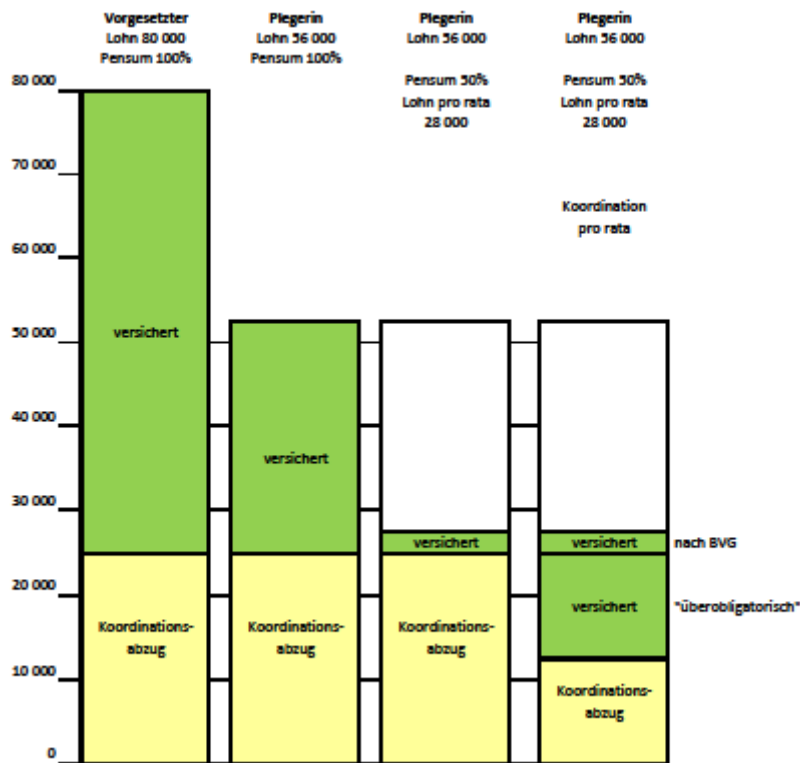 Vorgesetzter
Lohn 80 000
Pensum 100%
Plegerin
Lohn 56 000
Pensum 100%
Plegerin
Lohn 56 000
Pensum 50%
Lohn pro rata
28 000
Plegerin
Lohn 56 000
Pensum 50%
Lohn pro rata
28 000
Koordination
pro rata
80 000
70 000
60 000
50 000
40 000
30 000
20 000
10 000
0
versichert
Koordinations-
abzug
versichert
Koordinations-
abzug
versichert
Koordinations-
abzug
versichert
nach BVG
versichert
"überobligatorisch"
Koordinations-
abzug